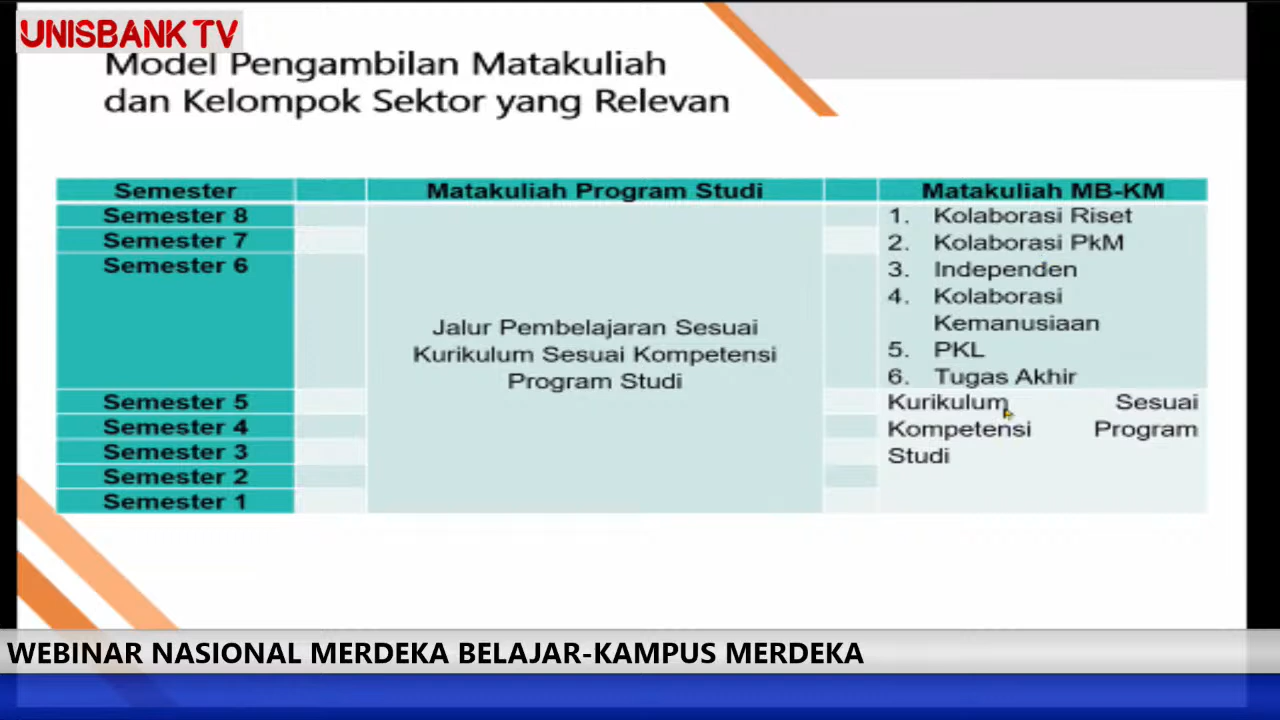 UNISBANK TV
Model Pengambilan Matakuliah
dan Kelompok Sektor yang Relevan
Semester
Matakuliah Program Studi
Matakuliah MB-KM
Semester 8
Semester 7
Semester 6
Semester 5
Semester 4
Semester 3
Semester 2
Semester 1
Jalur Pembelajaran Sesuai
Kurikulum Sesuai Kompetensi
Program Studi
1. Kolaborasi Riset
2. Kolaborasi PkM
3. Independen
4. Kolaborasi
Kemanusiaan
5. PKL
6. Tugas Akhir
Kurikulum Sesuai
Kompetensi Program
Studi
WEBINAR NASIONAL MERDEKA BELAJAR-KAMPUS MERDEKA